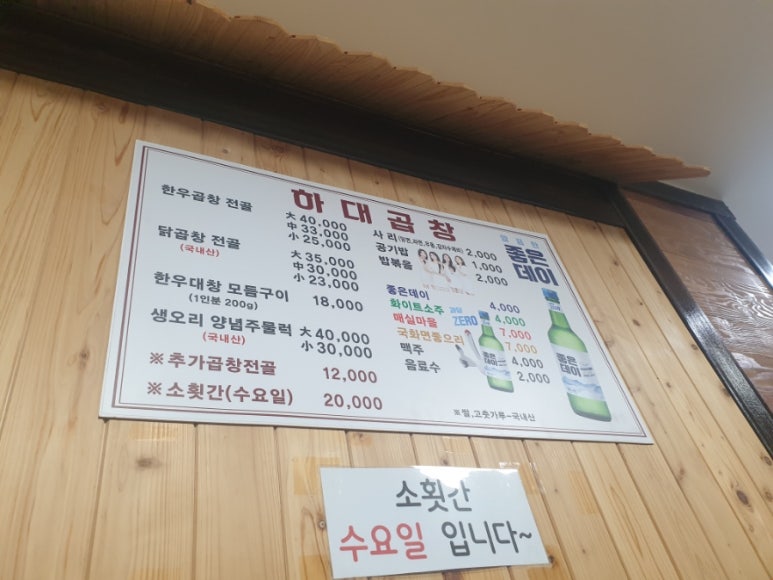 하대곱창
한우곱창 전골 大 40,000
中 33,000
小 25,000
닭곱창 전골 大 35,000
(국내산) 中 30,000
小 23,000
한우대창 모듬구이 18,000
(1인분 200g)
생오리 양념주물럭 大 40,000
(국내산) 小 30,000
※추가곱창전골 12,000
※소횟간(수요일) 20,000
사리 2,000
공기밥 1,000
밥볶음 2,000
좋은데이 4,000
화이트소주 ZERO 4,000
매실마을 7,000
국화면좋으리 7,000
맥주 4,000
음료수 2,000
좋은
데이
좋은
데이
※쌀,고춧가루-국내산
소횟간
수요일 입니다~